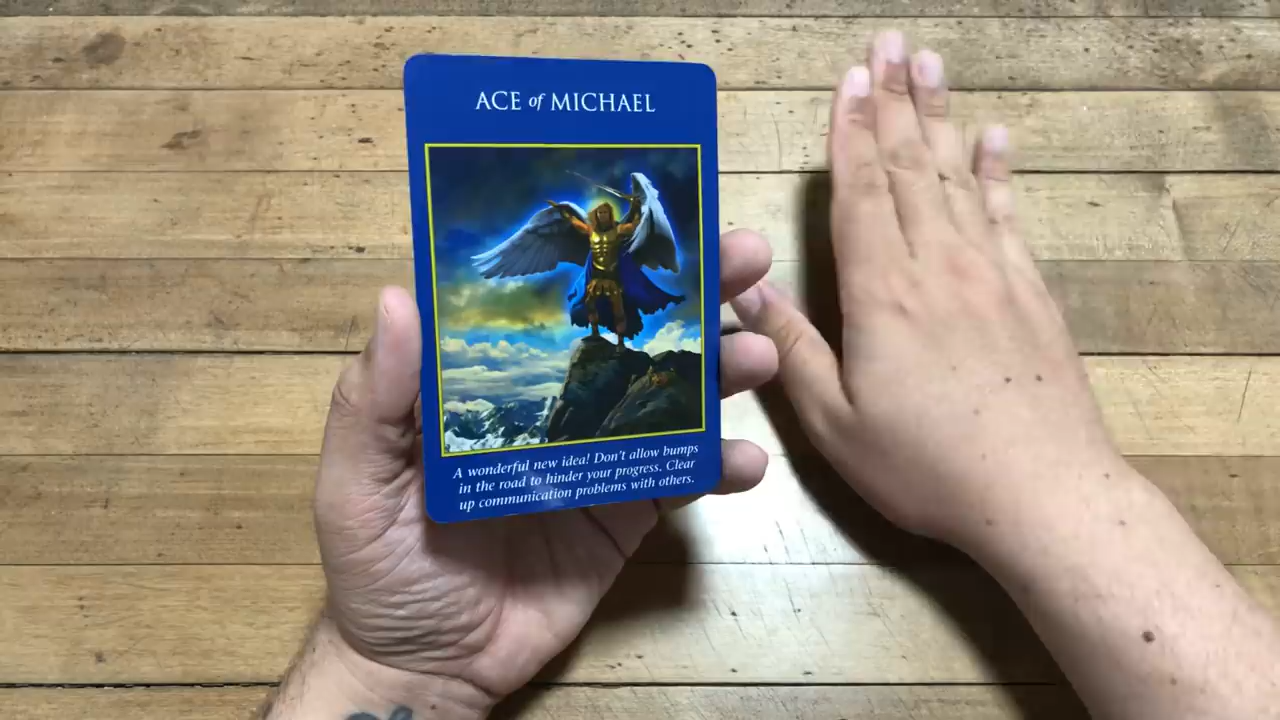 ACE of MICHAEL
A wonderful new idea! Don't allow bumps
in the road to hinder your progress. Clear
up communication problems with others.